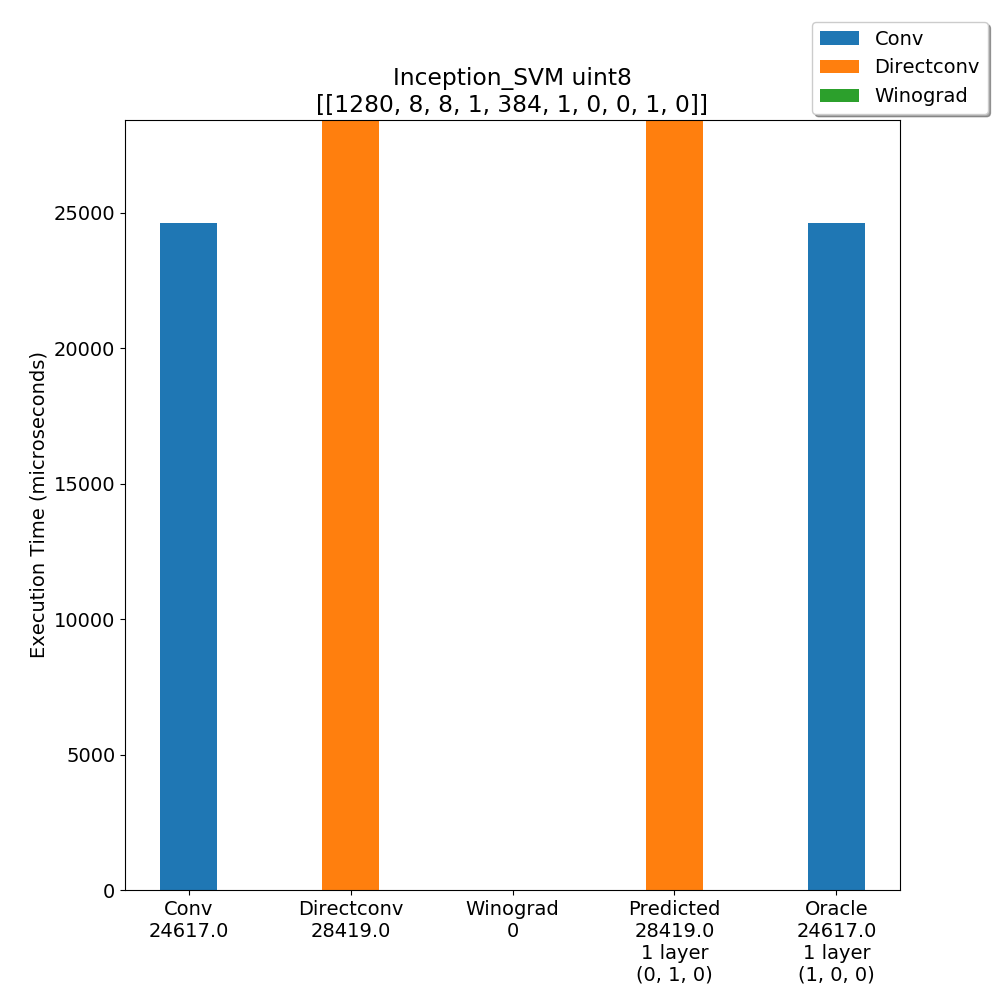 Conv
Directconv
Winograd
Inception_SVM uint8
[[1280, 8, 8, 1, 384, 1, 0, 0, 1, 0]]
Execution Time (microseconds)
25000
20000
15000
10000
5000
0
Conv
24617.0
Directconv
28419.0
Winograd
0
Predicted
28419.0
1 layer
(0, 1, 0)
Oracle
24617.0
1 layer
(1, 0, 0)